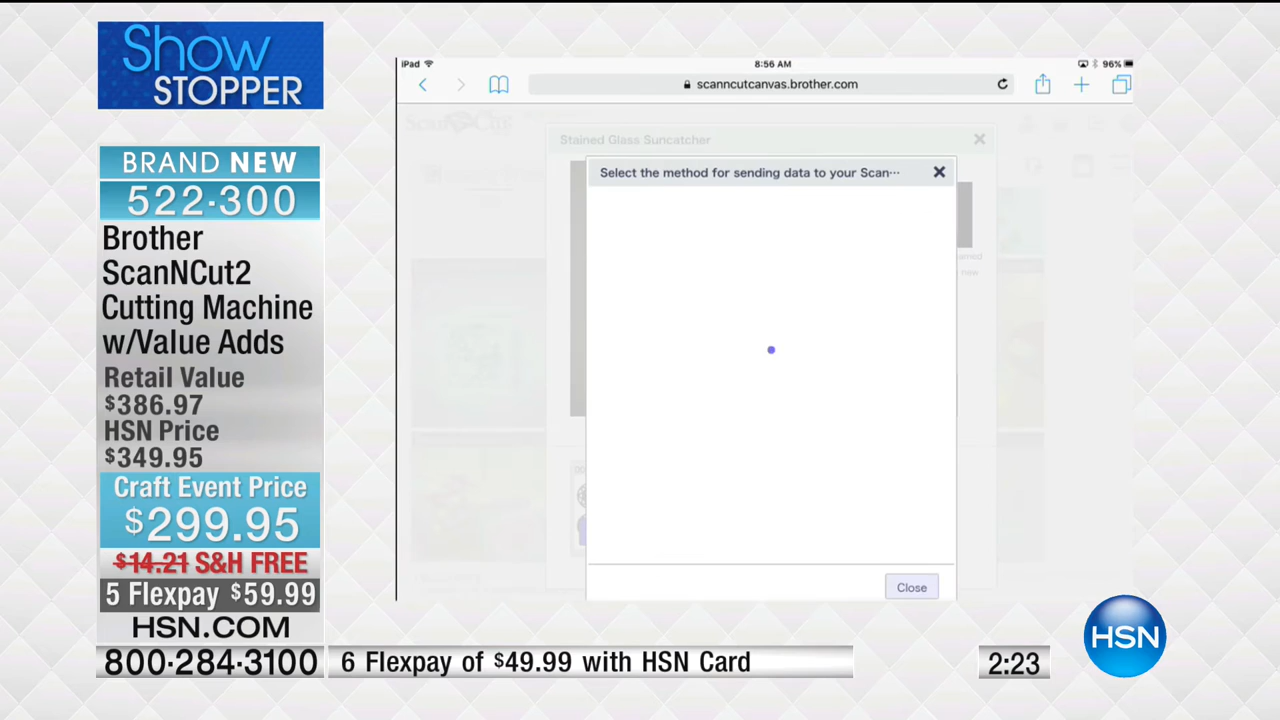 Show
STOPPER
BRAND NEW
522-300
Brother
ScanNCut2
Cutting Machine
w/Value Adds
Retail Value
$386.97
HSN Price
$349.95
Craft Event Price
$299.95
$14.21 S&H FREE
5 Flexpay $59.99
HSN.COM
800-284-3100
6 Flexpay of $49.99 with HSN Card
2:23
HSN
iPad
8:56 AM
96%
scanncutcanvas.brother.com
Stained Glass Suncatcher
Select the method for sending data to your Scan···
Close